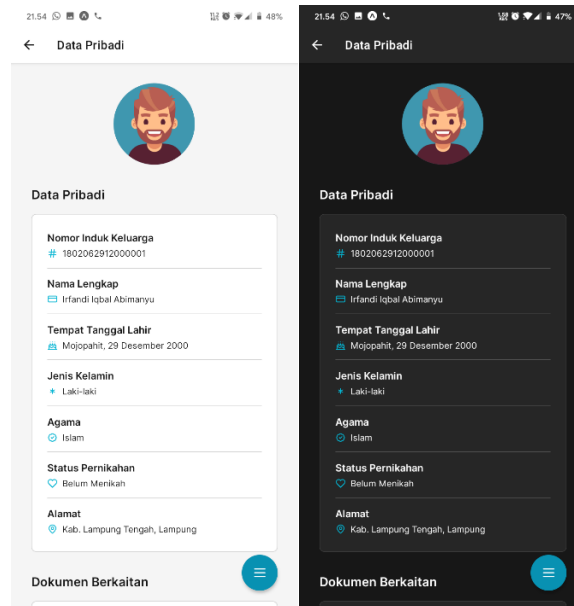 21.54
48%
Data Pribadi
Data Pribadi
Nomor Induk Keluarga
# 1802062912000001
Nama Lengkap
Irfandi Iqbal Abimanyu
Tempat Tanggal Lahir
Mojopahit, 29 Desember 2000
Jenis Kelamin
Laki-laki
Agama
Islam
Status Pernikahan
Belum Menikah
Alamat
Kab. Lampung Tengah, Lampung
Dokumen Berkaitan
21.54
47%
Data Pribadi
Data Pribadi
Nomor Induk Keluarga
# 1802062912000001
Nama Lengkap
Irfandi Iqbal Abimanyu
Tempat Tanggal Lahir
Mojopahit, 29 Desember 2000
Jenis Kelamin
Laki-laki
Agama
Islam
Status Pernikahan
Belum Menikah
Alamat
Kab. Lampung Tengah, Lampung
Dokumen Berkaitan